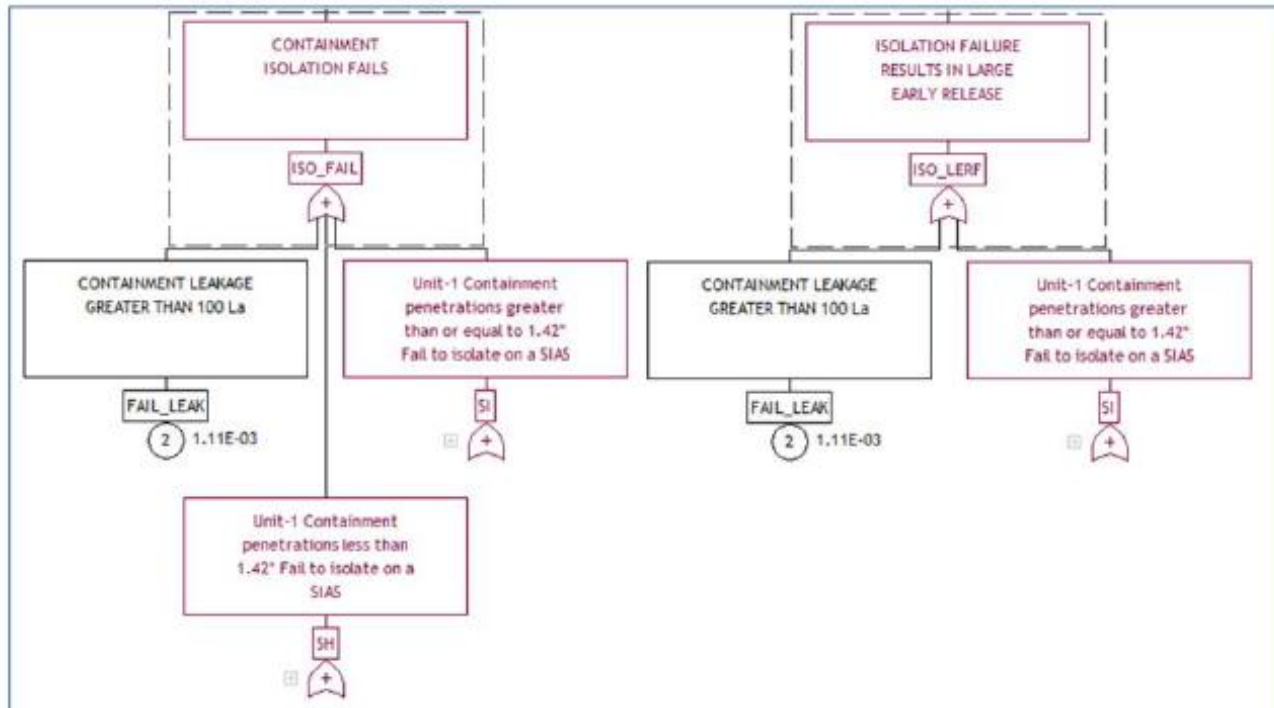 CONTAINMENT
ISOLATION FAILS
ISO_FAIL
+
CONTAINMENT LEAKAGE
GREATER THAN 100 La
FAIL_LEAK
2
1.11E-03
Unit-1 Containment
penetrations greater
than or equal to 1.42"
Fail to isolate on a SIAS
SI
+
Unit-1 Containment
penetrations less than
1.42" Fail to isolate on a
SIAS
SH
+
ISOLATION FAILURE
RESULTS IN LARGE
EARLY RELEASE
ISO_LERF
+
CONTAINMENT LEAKAGE
GREATER THAN 100 La
FAIL_LEAK
2
1.11E-03
Unit-1 Containment
penetrations greater
than or equal to 1.42"
Fail to isolate on a SIAS
SI
+